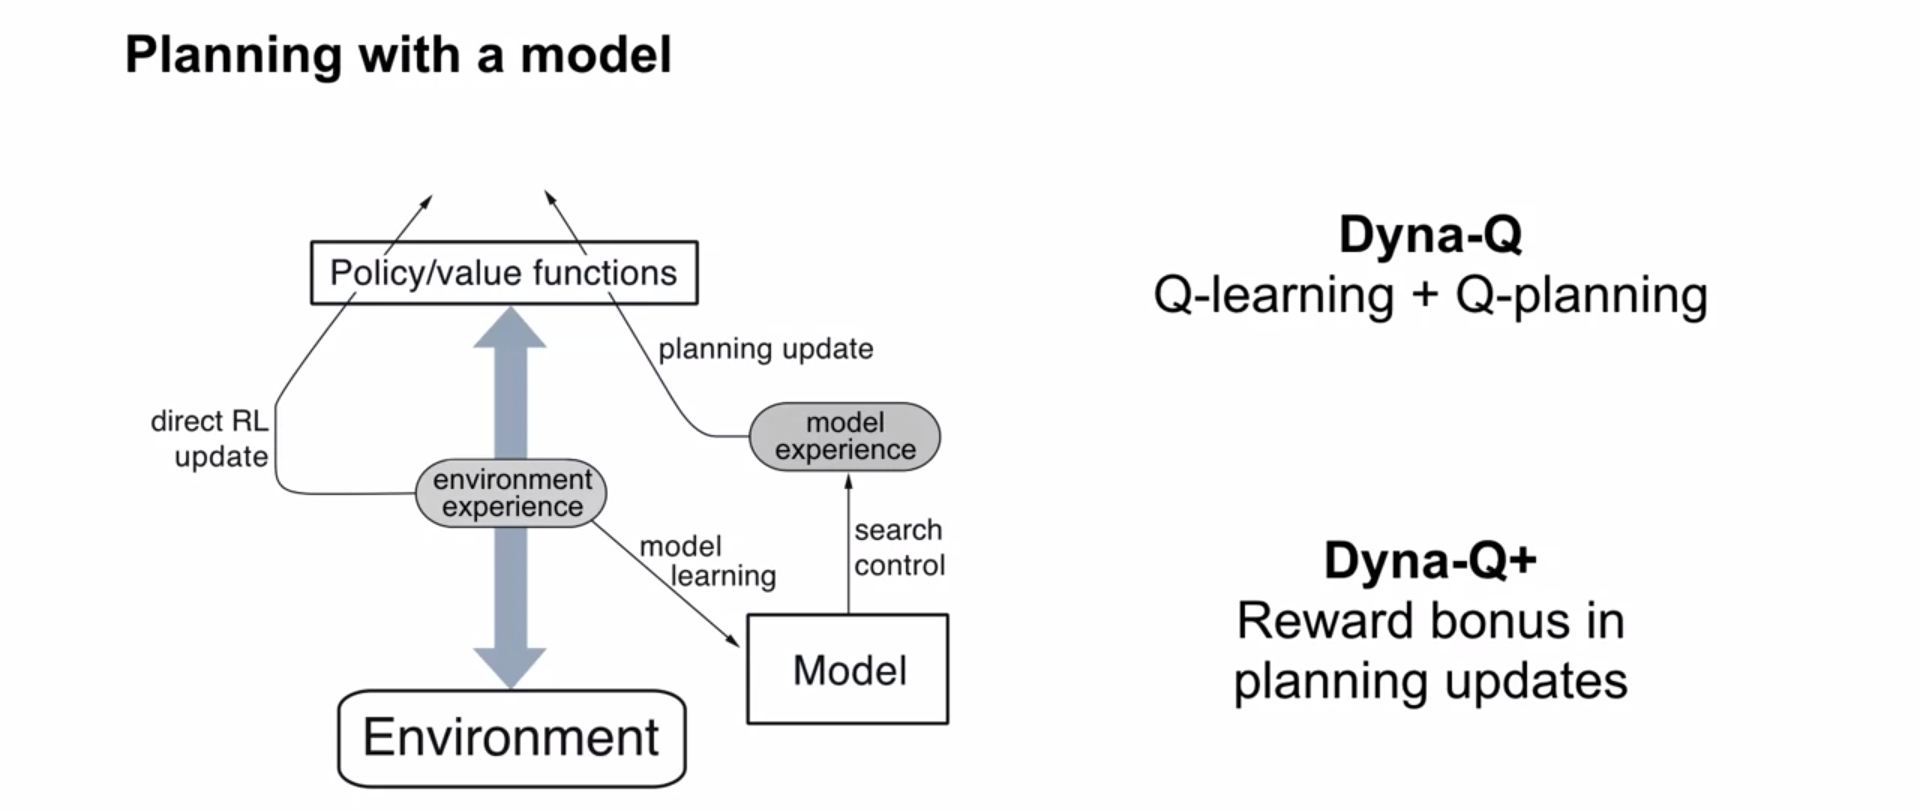 Planning with a model
Policy/value functions
planning update
direct RL
update
model
experience
environment
experience
model
learning
search
control
Model
Environment
Dyna-Q
Q-learning + Q-planning
Dyna-Q+
Reward bonus in
planning updates